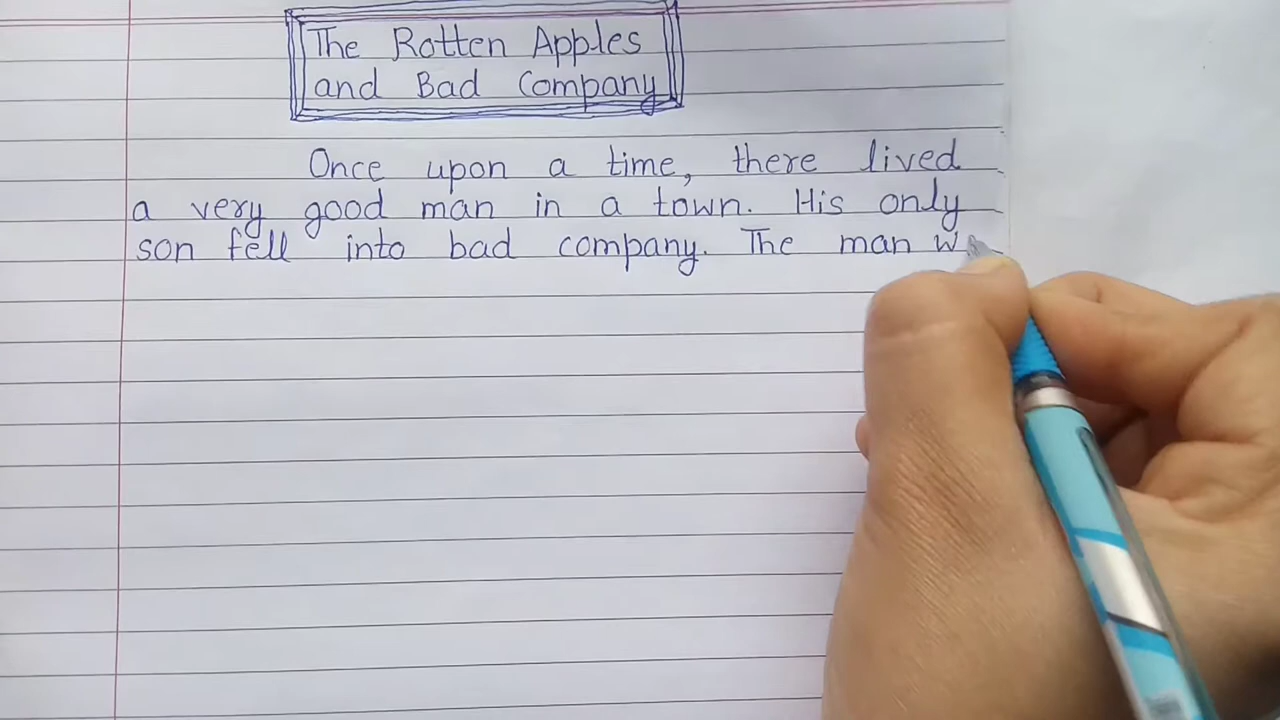 The Rotten Apples
and Bad Company
Once upon a time, there lived
a very good man in a town. His only
son fell into bad company. The man